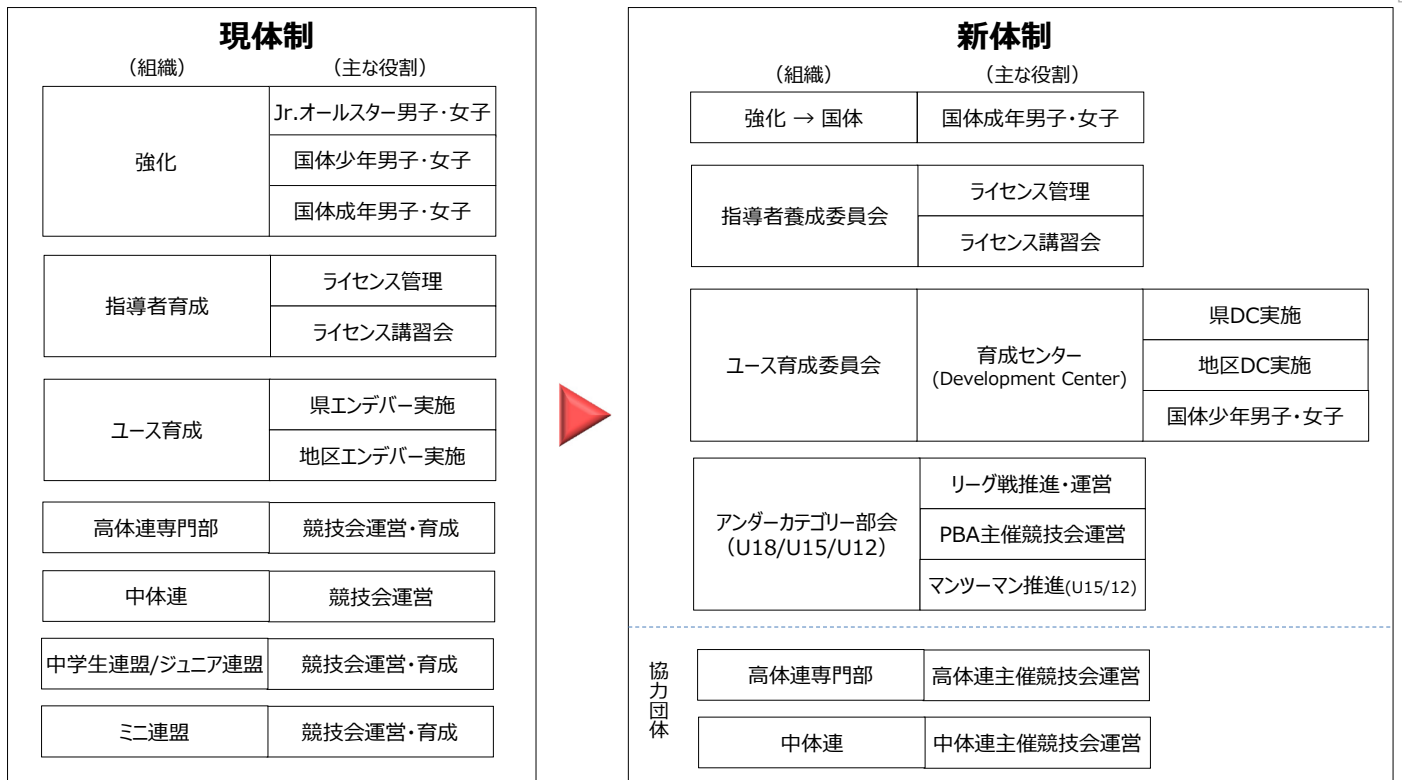 現体制
(組織)
(主な役割)
強化
Jr.オールスター男子・女子
国体少年男子・女子
国体成年男子・女子
指導者育成
ライセンス管理
ライセンス講習会
ユース育成
県エンデバー実施
地区エンデバー実施
高体連専門部
競技会運営・育成
中体連
競技会運営
中学生連盟/ジュニア連盟
競技会運営・育成
ミニ連盟
競技会運営・育成
新体制
(組織)
(主な役割)
強化 → 国体
国体成年男子・女子
指導者養成委員会
ライセンス管理
ライセンス講習会
ユース育成委員会
育成センター
(Development Center)
県DC実施
地区DC実施
国体少年男子・女子
アンダーカテゴリー部会
(U18/U15/U12)
リーグ戦推進・運営
PBA主催競技会運営
マンツーマン推進(U15/12)
協力団体
高体連専門部
高体連主催競技会運営
中体連
中体連主催競技会運営